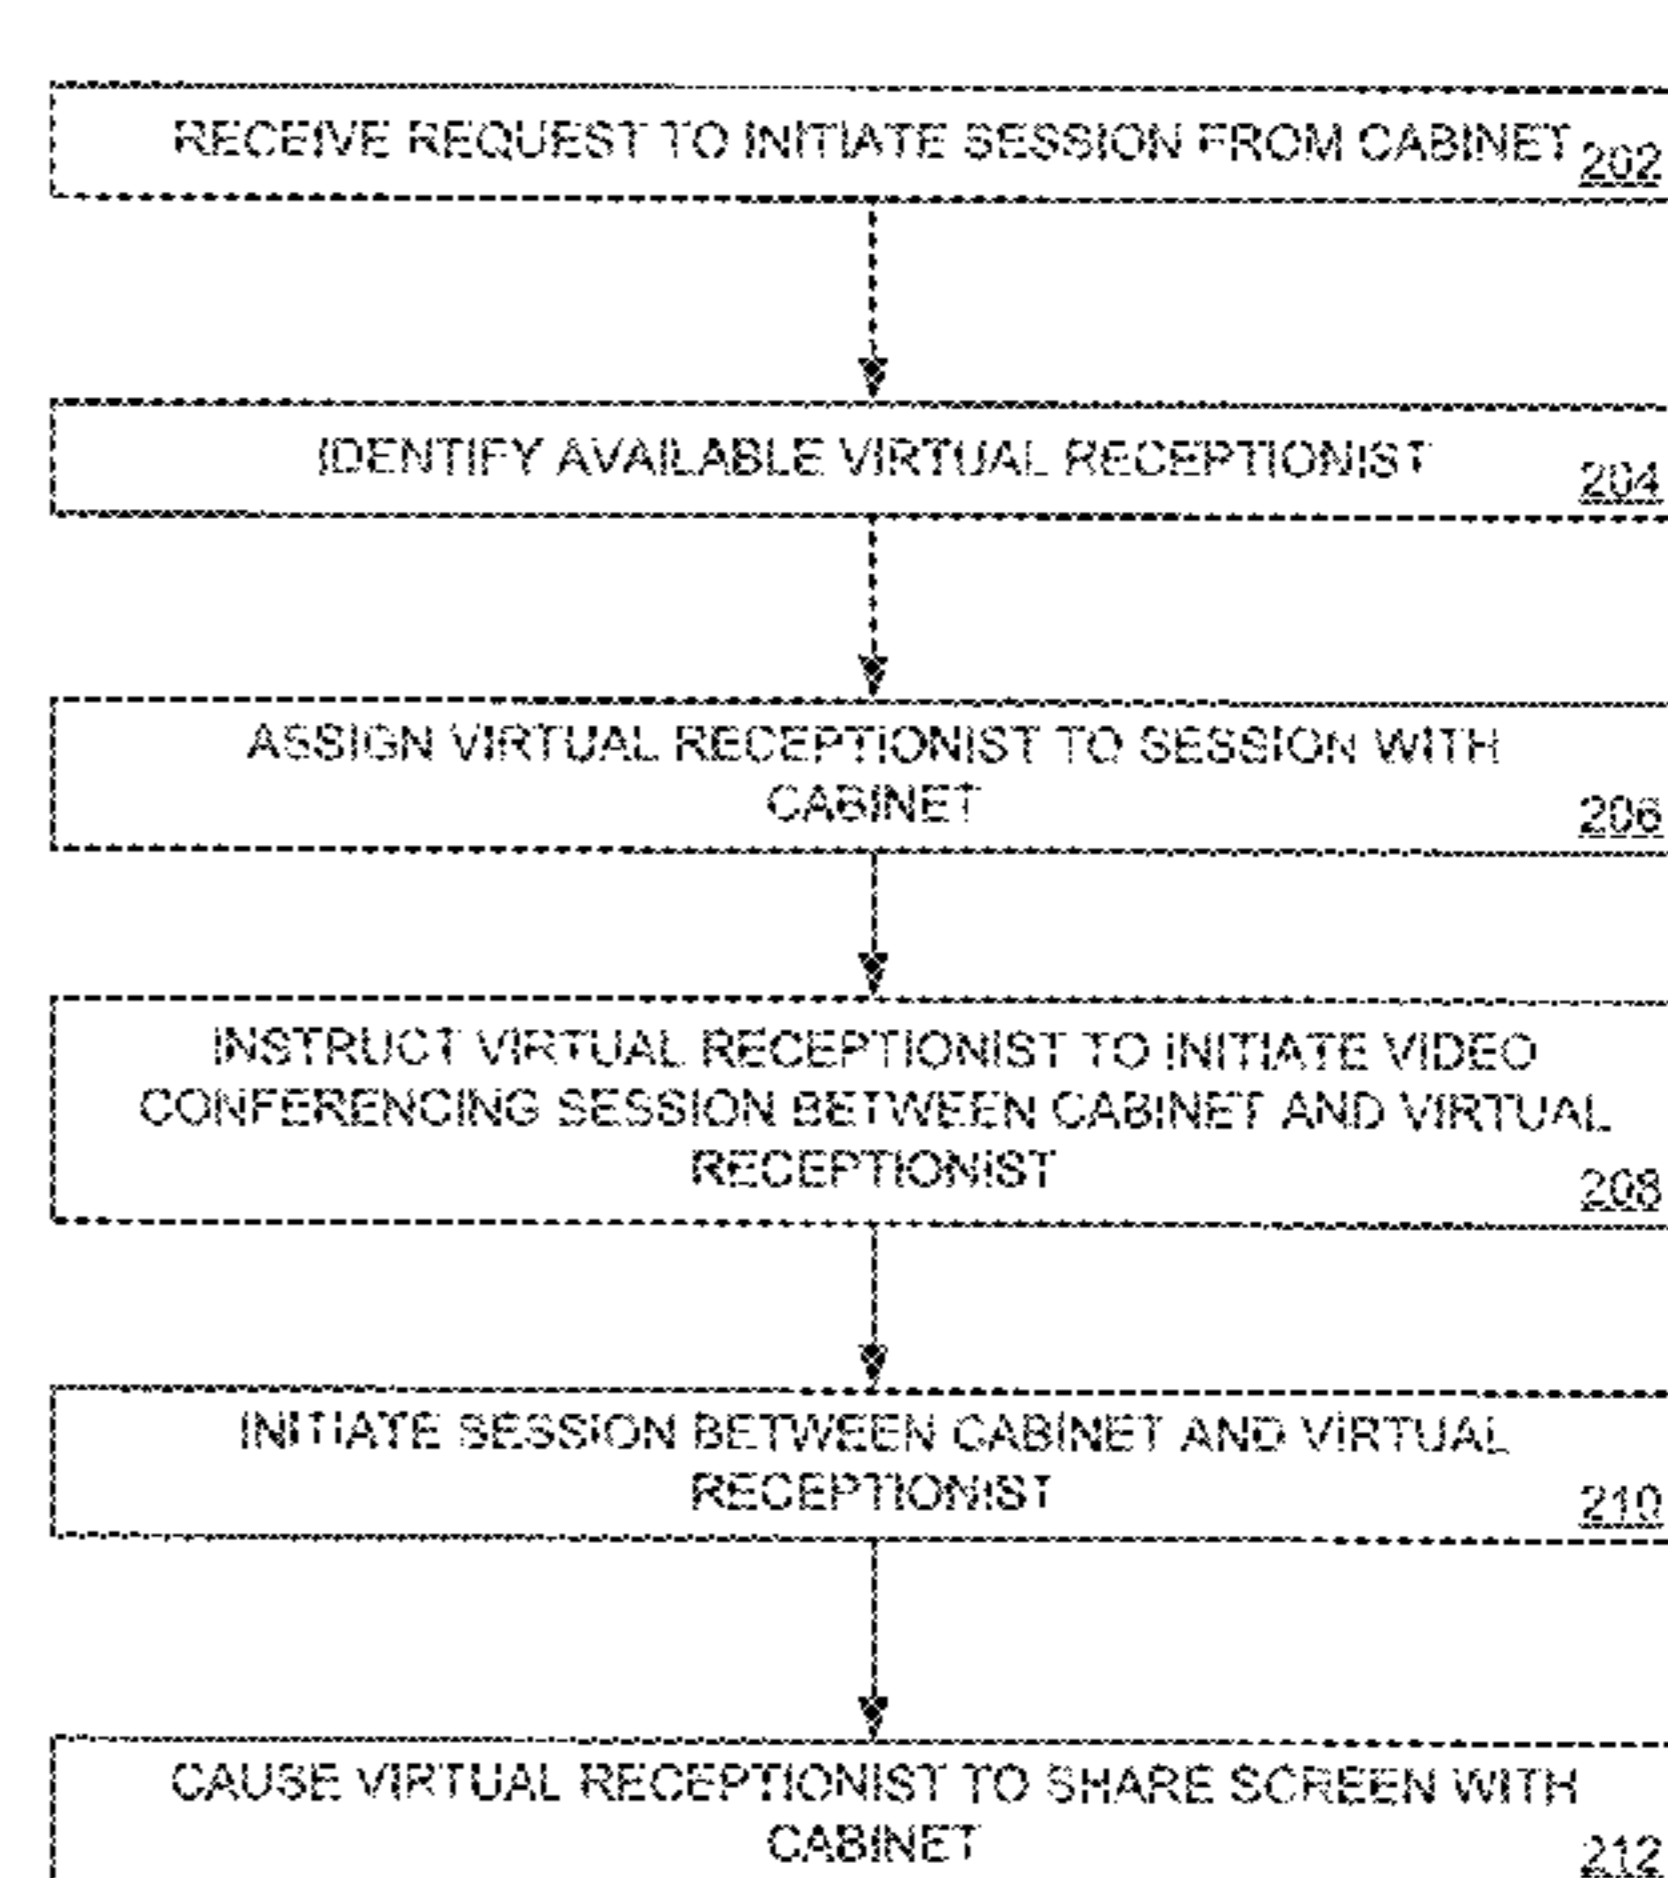 RECEIVE REQUEST TO INITIATE SESSION FROM CABINET 202
IDENTIFY AVAILABLE VIRTUAL RECEPTIONIST
204
ASSIGN VIRTUAL RECEPTIONIST TO SESSION WITH
CABINET
206
INSTRUCT VIRTUAL RECEPTIONIST TO INITIATE VIDEO
CONFERENCING SESSION BETWEEN CABINET AND VIRTUAL
RECEPTIONIST
208
INITIATE SESSION BETWEEN CABINET AND VIRTUAL
RECEPTIONIST
210
CAUSE VIRTUAL RECEPTIONIST TO SHARE SCREEN WITH
CABINET
212